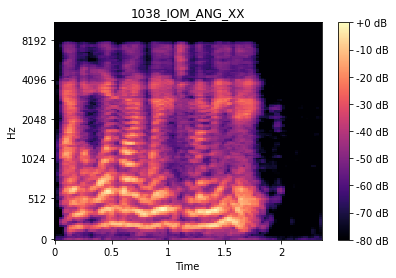 1038_IOM_ANG_XX
Hz
8192
4096
2048
1024
512
0
0
0.5
1
1.5
2
Time
+0 dB
-10 dB
-20 dB
-30 dB
-40 dB
-50 dB
-60 dB
-70 dB
-80 dB